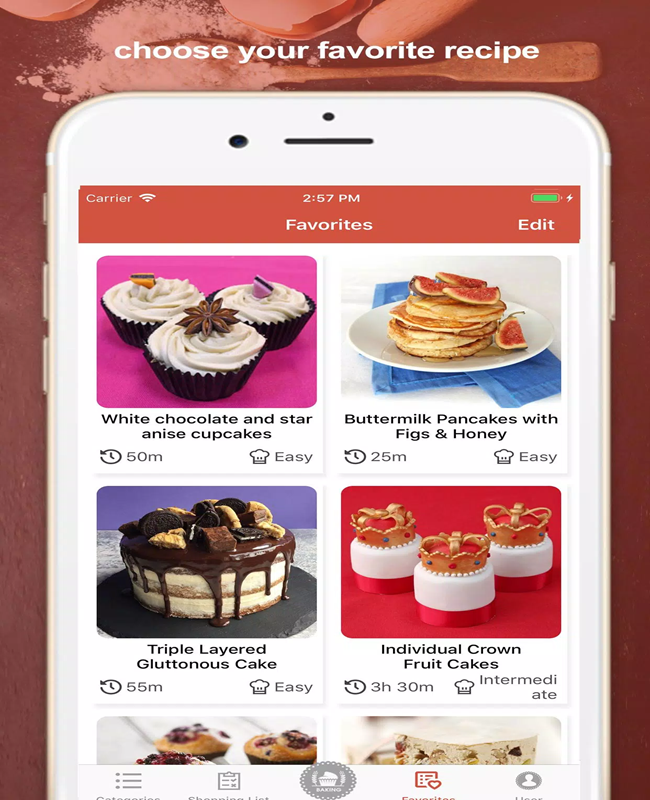 choose your favorite recipe
Carrier
2:57 PM
Favorites
Edit
White chocolate and star
anise cupcakes
50m
Easy
Buttermilk Pancakes with
Figs & Honey
25m
Easy
Triple Layered
Gluttonous Cake
55m
Easy
Individual Crown
Fruit Cakes
3h 30m
Intermedi
ate
Categories
Shopping List
BAKING
Favorites
User